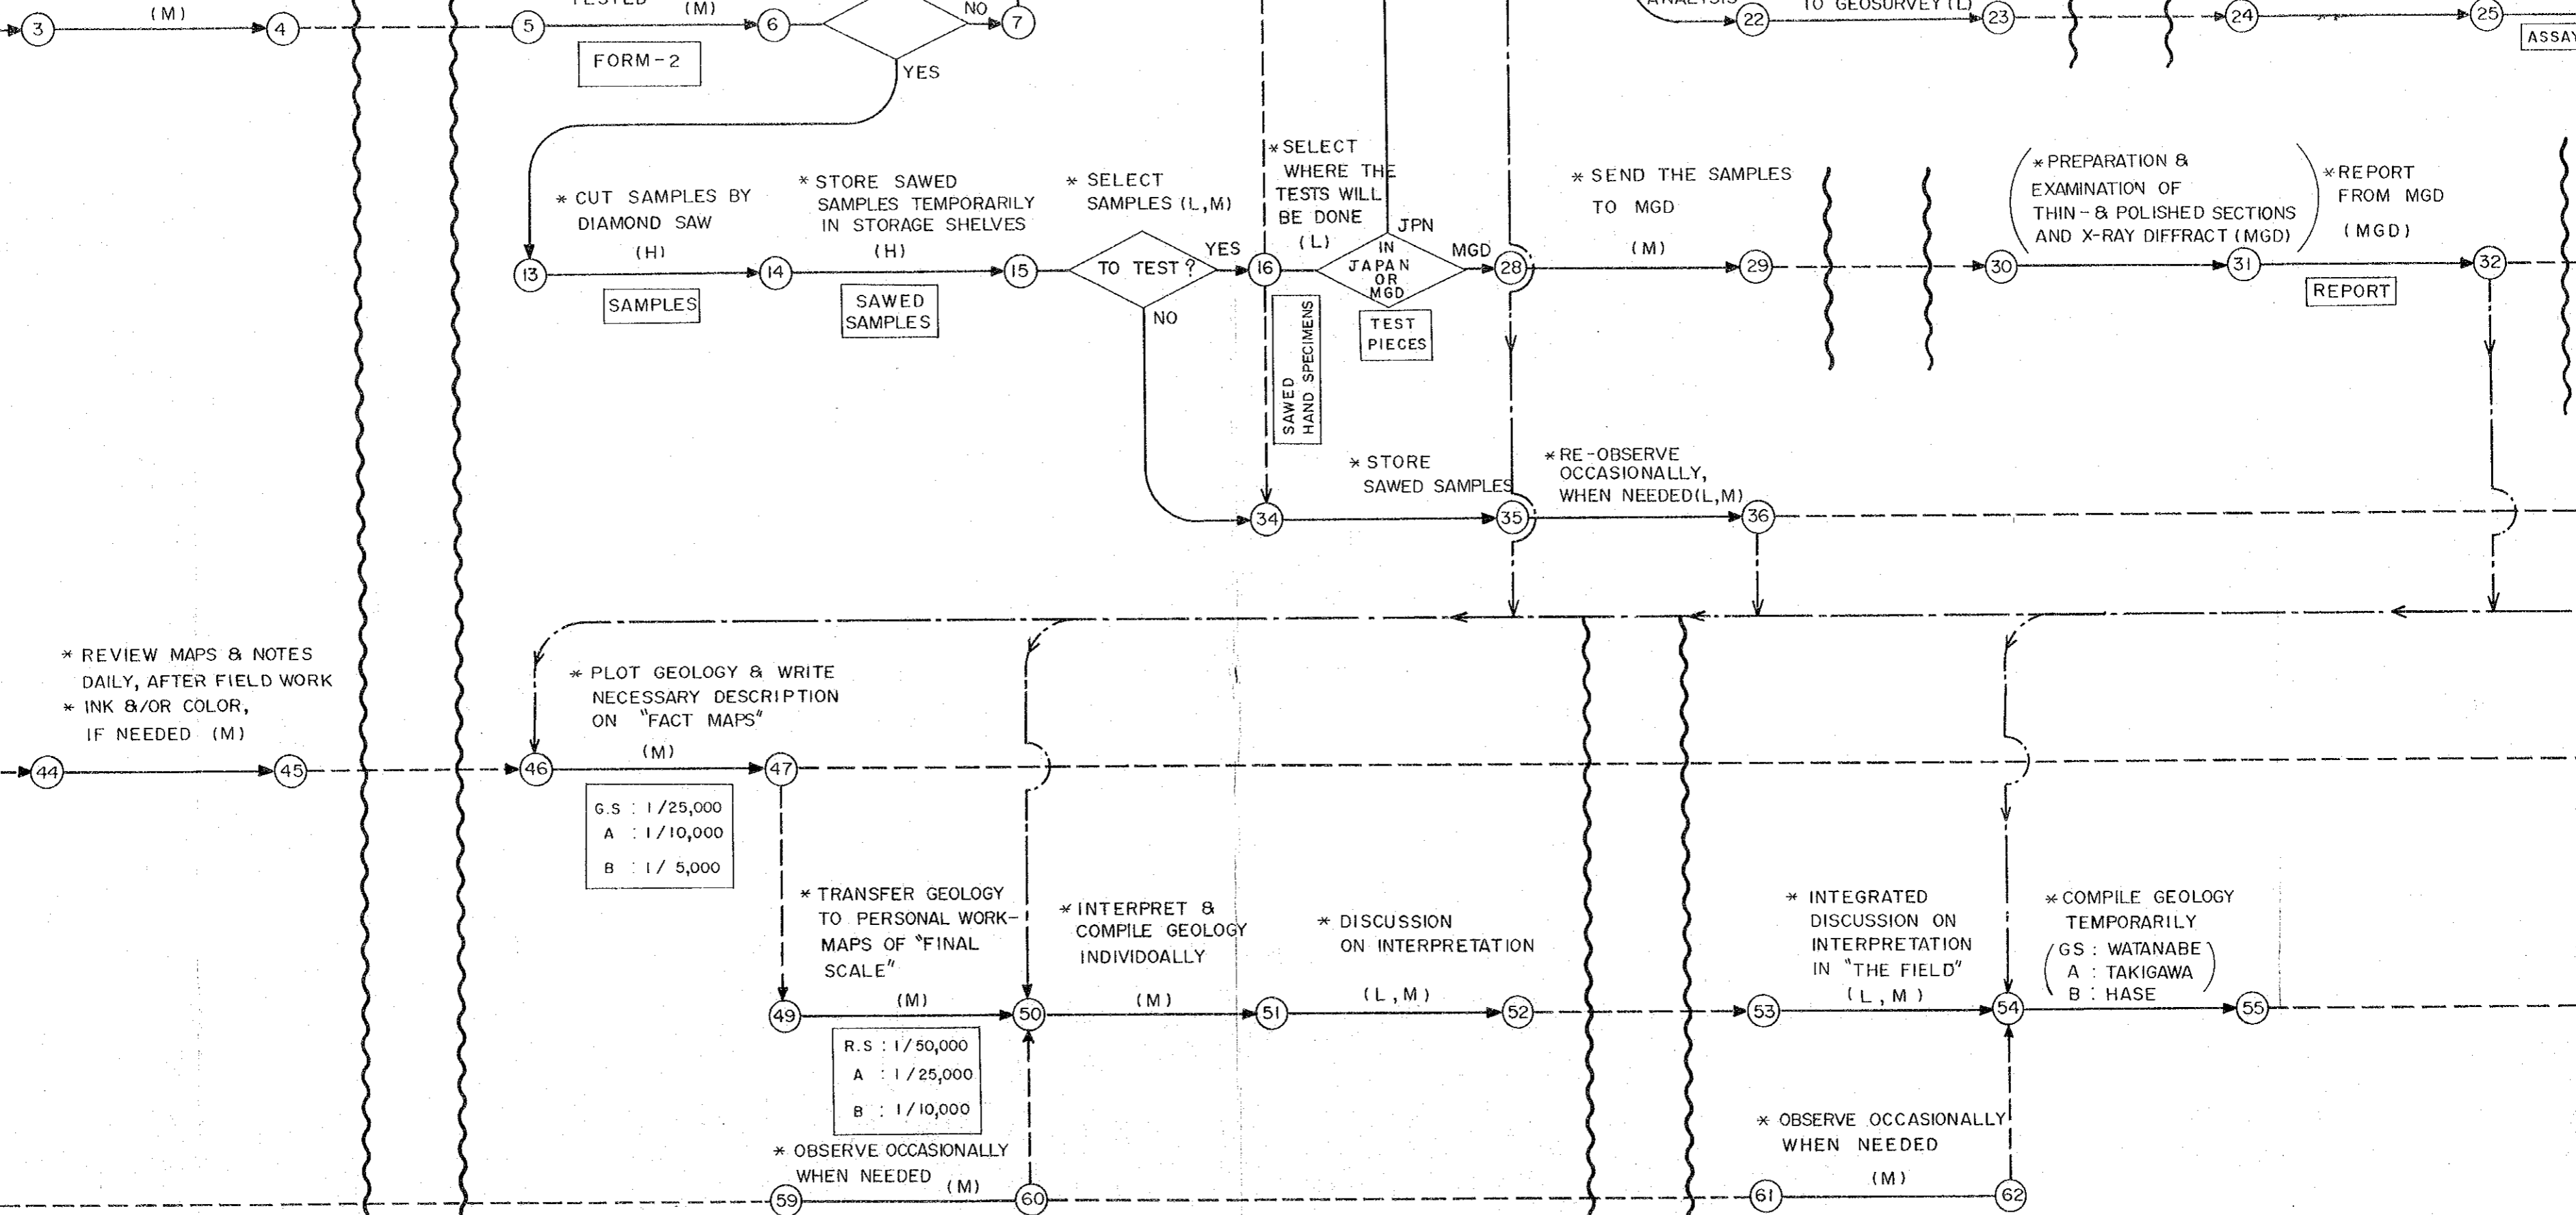 (M)
3
4
5
TESTED (M)
6
NO
7
FORM-2
YES
ANALYSIS
22
TO GEOSURVEY (L)
23
24
25
ASSAY
* CUT SAMPLES BY
DIAMOND SAW
(H)
13
SAMPLES
* STORE SAWED
SAMPLES TEMPORARILY
IN STORAGE SHELVES
(H)
14
SAWED
SAMPLES
15
* SELECT
SAMPLES (L,M)
TO TEST?
YES
NO
* SELECT
WHERE THE
TESTS WILL
BE DONE
(L)
16
JPN
IN
JAPAN
OR
MGD
MGD
TEST
PIECES
SAWED
HAND SPECIMENS
28
* SEND THE SAMPLES
TO MGD
(M)
29
30
* PREPARATION &
EXAMINATION OF
THIN- & POLISHED SECTIONS
AND X-RAY DIFFRACT (MGD)
31
* REPORT
FROM MGD
(MGD)
32
REPORT
34
* STORE
SAWED SAMPLES
35
* RE-OBSERVE
OCCASIONALLY,
WHEN NEEDED(L,M)
36
* REVIEW MAPS & NOTES
DAILY, AFTER FIELD WORK
* INK &/OR COLOR,
IF NEEDED (M)
44
45
46
* PLOT GEOLOGY & WRITE
NECESSARY DESCRIPTION
ON "FACT MAPS"
(M)
47
G.S : 1/25,000
A : 1/10,000
B : 1/ 5,000
* TRANSFER GEOLOGY
TO PERSONAL WORK-
MAPS OF "FINAL
SCALE"
(M)
49
R.S : 1/50,000
A : 1/25,000
B : 1/10,000
50
* INTERPRET &
COMPILE GEOLOGY
INDIVIDOALLY
(M)
51
* DISCUSSION
ON INTERPRETATION
(L,M)
52
53
* INTEGRATED
DISCUSSION ON
INTERPRETATION
IN "THE FIELD"
(L,M)
54
* COMPILE GEOLOGY
TEMPORARILY
GS : WATANABE
A : TAKIGAWA
B : HASE
55
* OBSERVE OCCASIONALLY
WHEN NEEDED (M)
59
60
* OBSERVE OCCASIONALLY
WHEN NEEDED
(M)
61
62